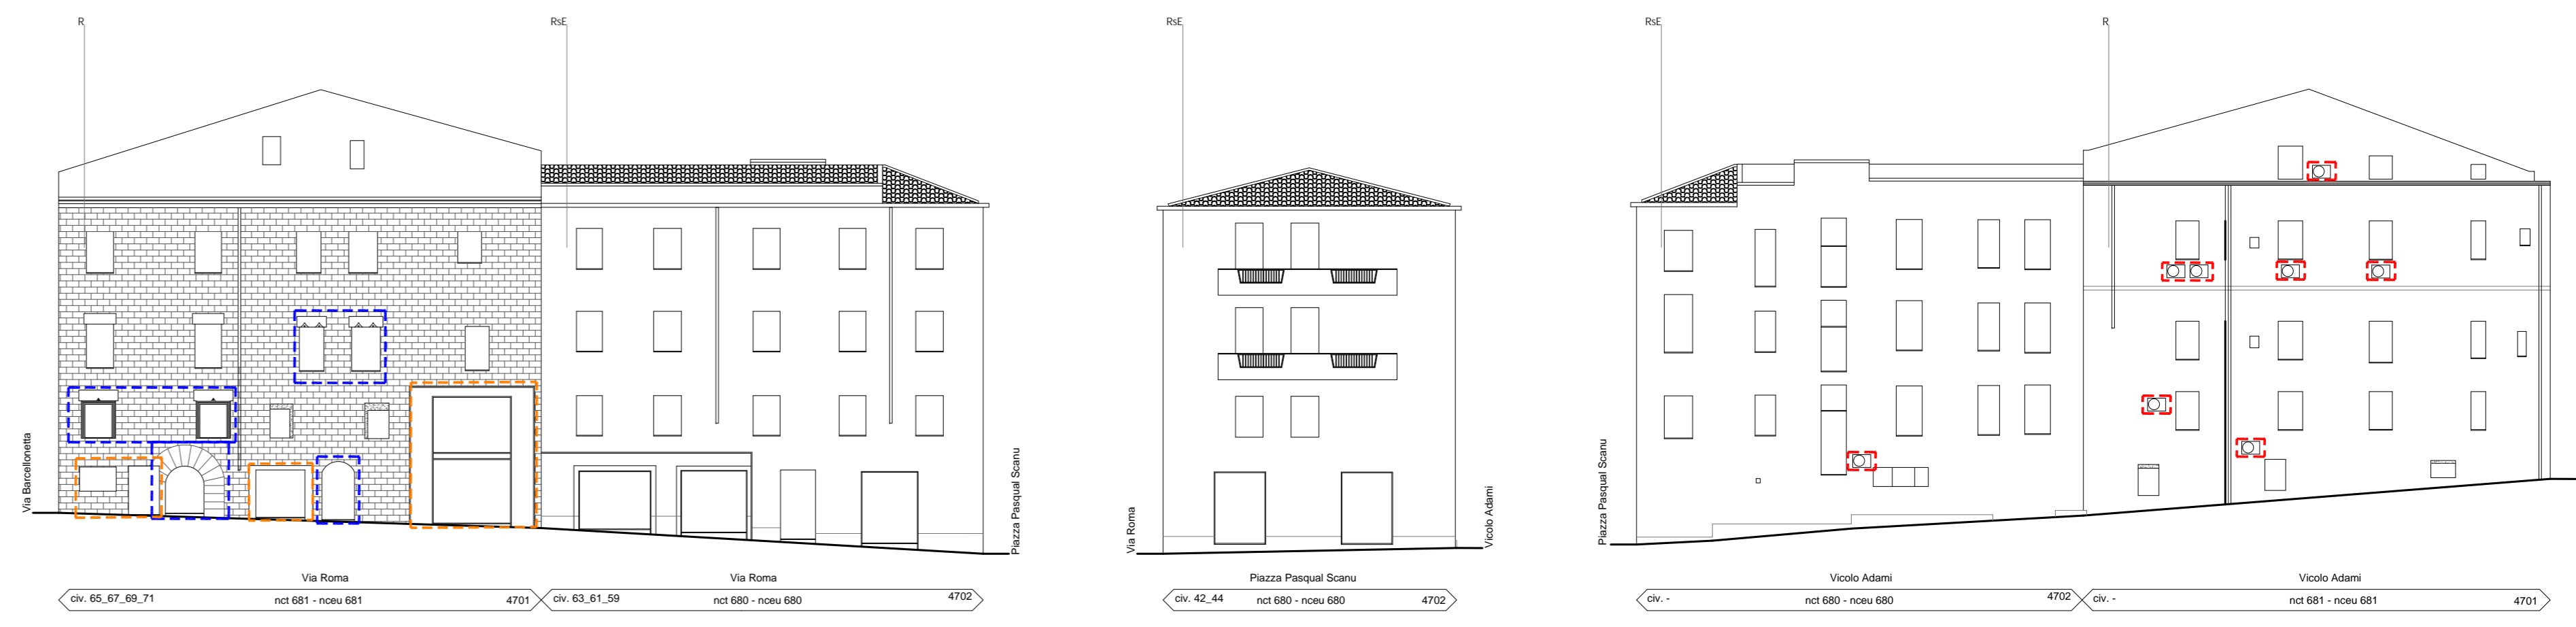 R
RsE
RsE
RsE
R
Via Barcellonetta
Piazza Pasqual Scanu
Via Roma
Vicolo Adami
Piazza Pasqual Scanu
Via Roma
Via Roma
Piazza Pasqual Scanu
Vicolo Adami
Vicolo Adami
civ. 65_67_69_71 nct 681 - nceu 681 4701
civ. 63_61_59 nct 680 - nceu 680 4702
civ. 42_44 nct 680 - nceu 680 4702
civ. - nct 680 - nceu 680 4702
civ. - nct 681 - nceu 681 4701